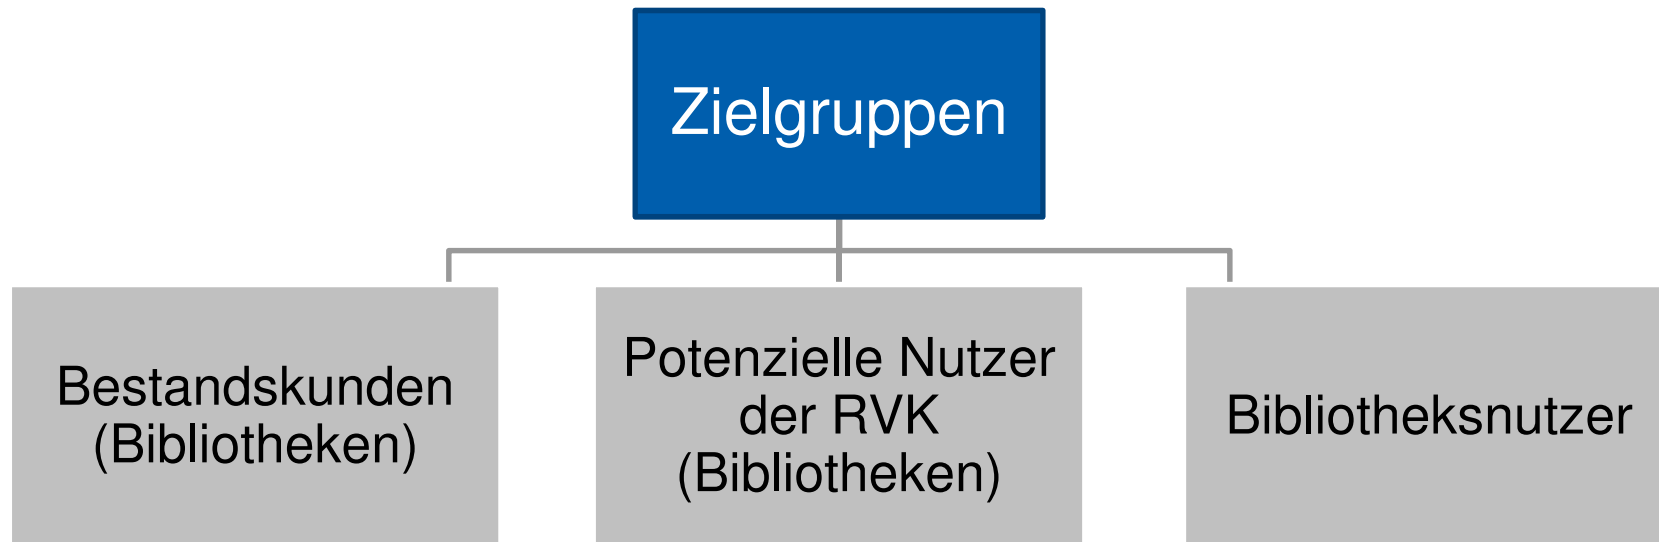 Zielgruppen
Bestandskunden
(Bibliotheken)
Potenzielle Nutzer
der RVK
(Bibliotheken)
Bibliotheksnutzer